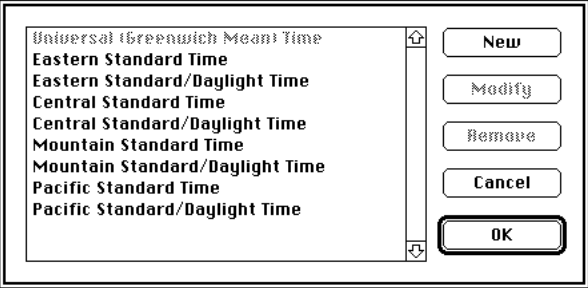 Universal (Greenwich Mean) Time
Eastern Standard Time
Eastern Standard/Daylight Time
Central Standard Time
Central Standard/Daylight Time
Mountain Standard Time
Mountain Standard/Daylight Time
Pacific Standard Time
Pacific Standard/Daylight Time
New
Modify
Remove
Cancel
OK